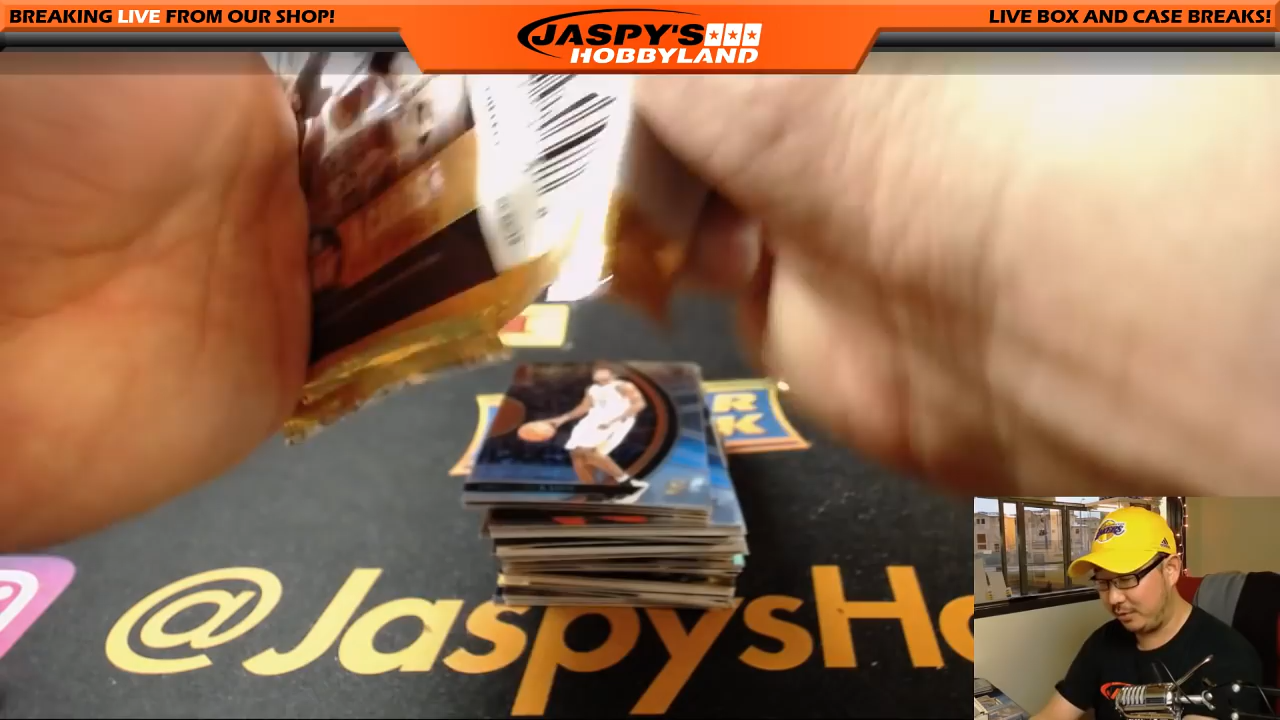 BREAKING LIVE FROM OUR SHOP!
JASPY'S
HOBBYLAND
LIVE BOX AND CASE BREAKS!
R
K
@JaspysHo